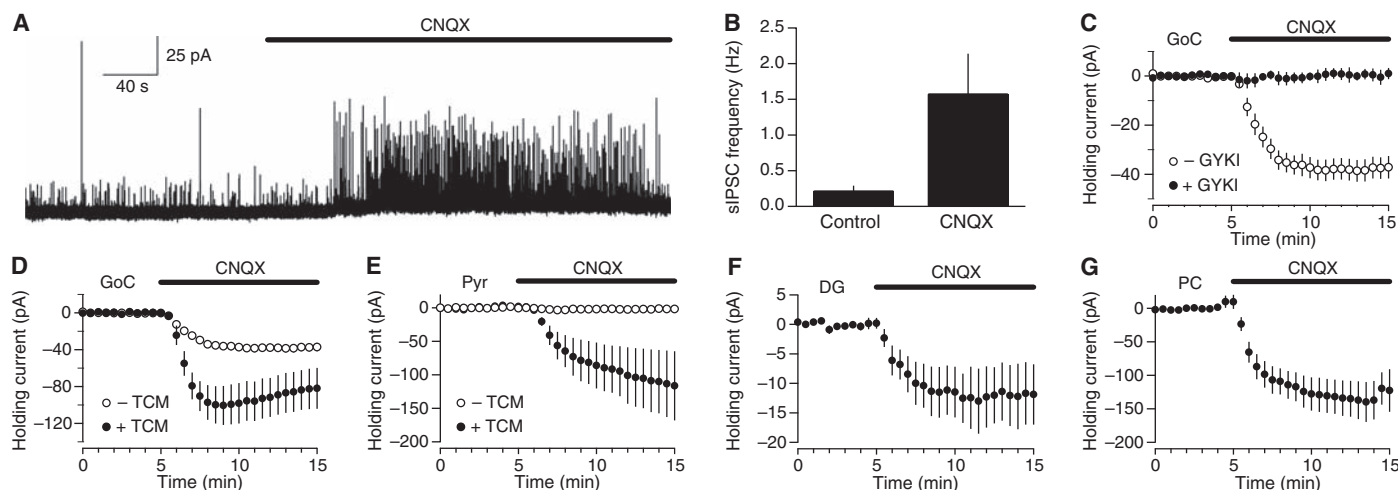 A
CNQX
25 pA
40 s
B
sIPSC frequency (Hz)
2.5
2.0
1.5
1.0
0.5
0.0
Control
CNQX
C
GoC
CNQX
Holding current (pA)
0
–20
–40
– GYKI
+ GYKI
0
5
10
15
Time (min)
D
GoC
CNQX
Holding current (pA)
0
–40
–80
–120
– TCM
+ TCM
0
5
10
15
Time (min)
E
Pyr
CNQX
Holding current (pA)
0
–50
–100
–150
–200
– TCM
+ TCM
0
5
10
15
Time (min)
F
DG
CNQX
Holding current (pA)
5
0
–5
–10
–15
–20
0
5
10
15
Time (min)
G
PC
CNQX
Holding current (pA)
50
0
–50
–100
–150
–200
0
5
10
15
Time (min)